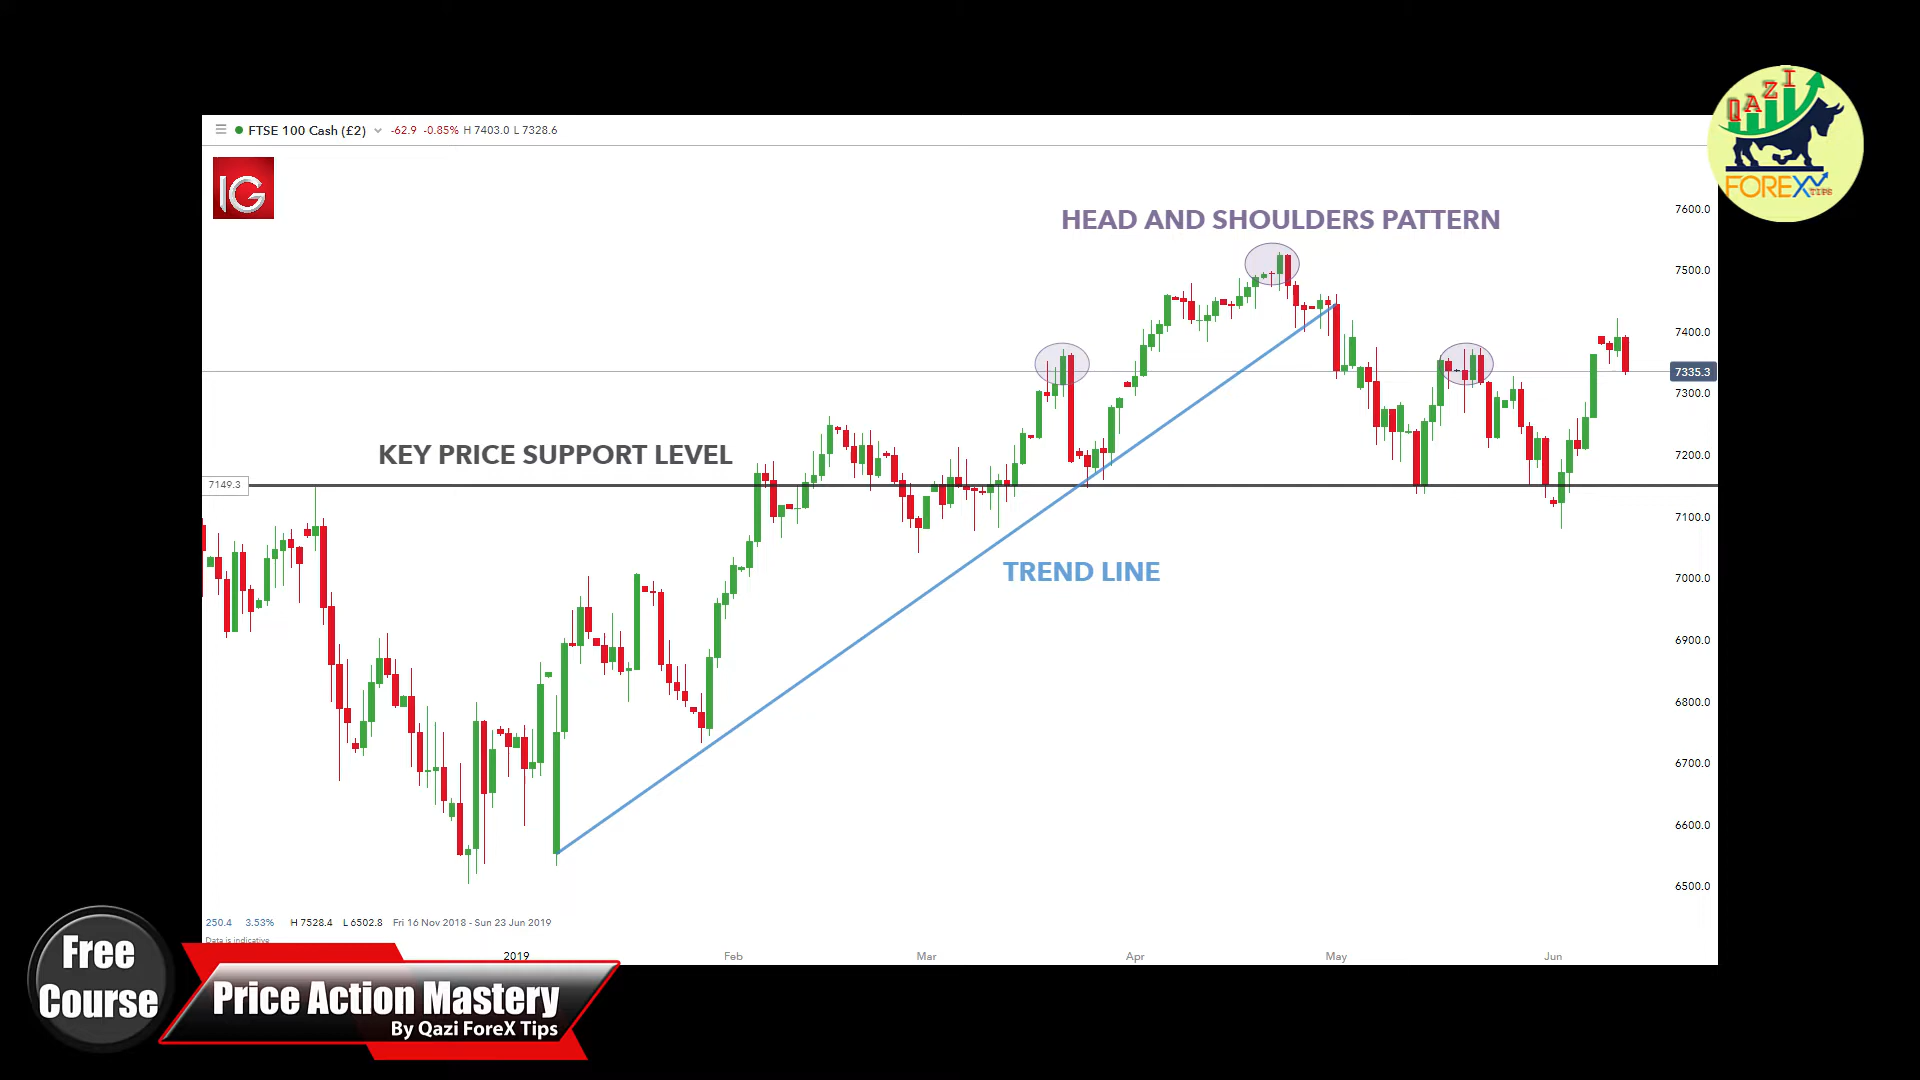 FTSE 100 Cash (£2) -62.9 -0.85% H 7403.0 L 7328.6
IG
QAZI
FOREX TIPS
HEAD AND SHOULDERS PATTERN
7600.0
7500.0
7400.0
7335.3
7300.0
KEY PRICE SUPPORT LEVEL
7200.0
7149.3
7100.0
TREND LINE
7000.0
6900.0
6800.0
6700.0
6600.0
6500.0
250.4 3.53% H 7528.4 L 6502.8 Fri 16 Nov 2018 - Sun 23 Jun 2019
Data is indicative
2019 Feb Mar Apr May Jun
Free
Course
Price Action Mastery
By Qazi ForeX Tips